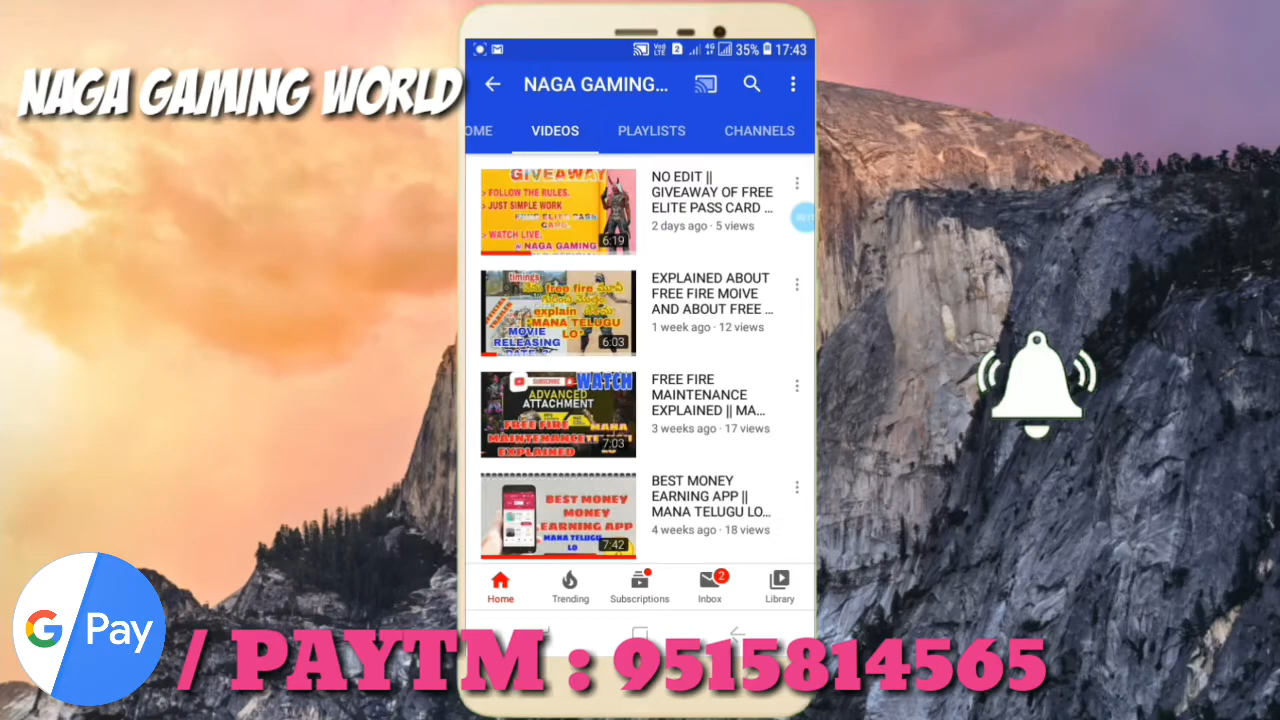 NAGA GAMING WORLD
35% 17:43
NAGA GAMING...
OME VIDEOS PLAYLISTS CHANNELS
GIVEAWAY
> FOLLOW THE RULES.
> JUST SIMPLE WORK
> WATCH LIVE.
NAGA GAMING
6:19
NO EDIT ||
GIVEAWAY OF FREE
ELITE PASS CARD ...
2 days ago · 5 views
timings
free fire
explain
MANA TELUGU
LO
MOVIE
RELEASING
6:03
EXPLAINED ABOUT
FREE FIRE MOIVE
AND ABOUT FREE ...
1 week ago · 12 views
SUBSCRIBE
WATCH
ADVANCED
ATTACHMENT
FREE FIRE
MAINTENANCE
EXPLAINED
MANA
LO
7:03
FREE FIRE
MAINTENANCE
EXPLAINED || MA...
3 weeks ago · 17 views
BEST MONEY
MONEY
EARNING APP
MANA TELUGU
LO
7:42
BEST MONEY
EARNING APP ||
MANA TELUGU LO...
4 weeks ago · 18 views
Home Trending Subscriptions 2 Inbox Library
G Pay / PAYTM : 9515814565